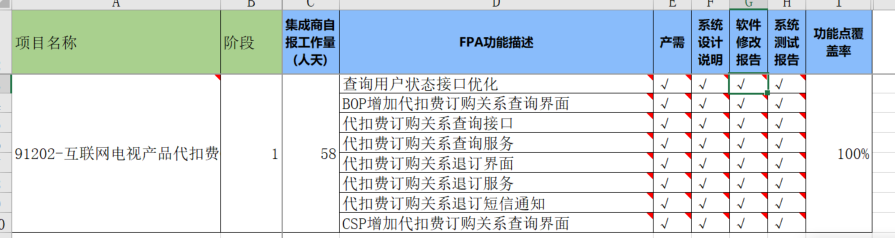 A B C D E F G H I
项目名称 阶段 集成商自报工作量(人天) FPA功能描述 产需 系统设计说明 软件修改报告 系统测试报告 功能点覆盖率
91202-互联网电视产品代扣费 1 58 100%
查询用户状态接口优化 √ √ √ √
BOP增加代扣费订购关系查询界面 √ √ √ √
代扣费订购关系查询接口 √ √ √ √
代扣费订购关系查询服务 √ √ √ √
代扣费订购关系退订界面 √ √ √ √
代扣费订购关系退订服务 √ √ √ √
代扣费订购关系退订短信通知 √ √ √ √
CSP增加代扣费订购关系查询界面 √ √ √ √